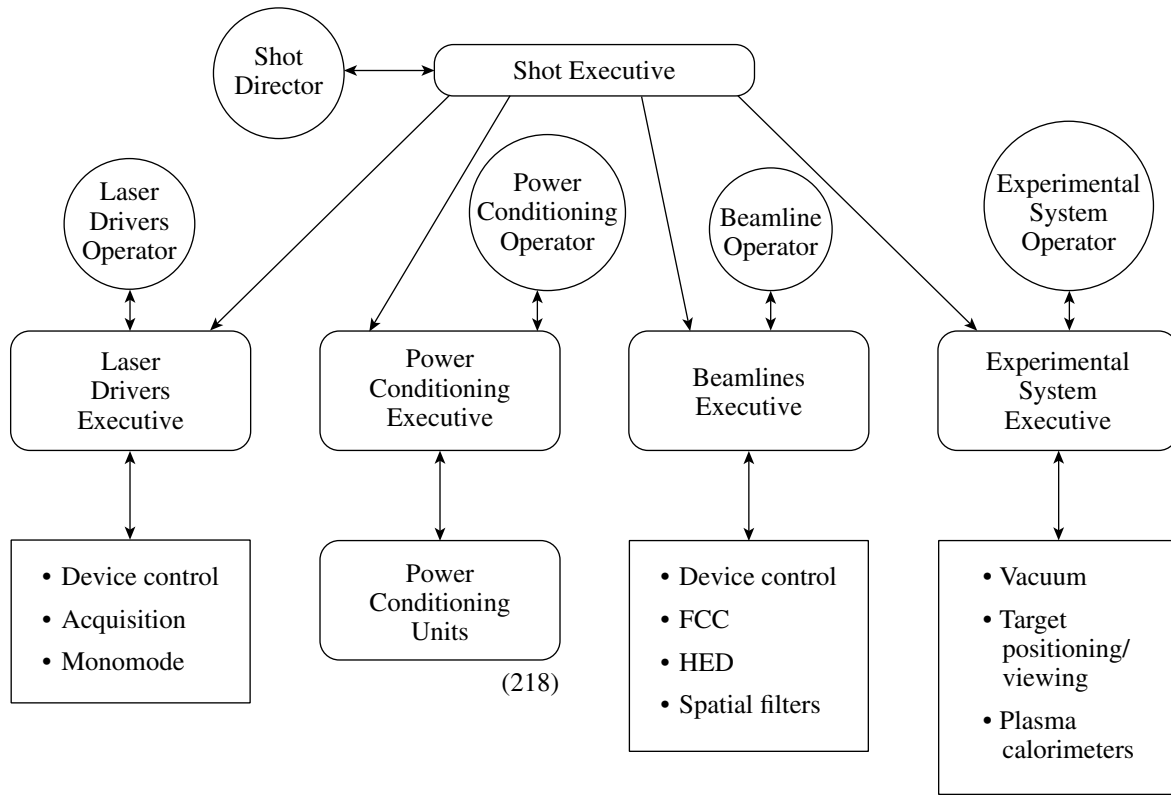 Shot
Director
Shot Executive
Laser
Drivers
Operator
Power
Conditioning
Operator
Beamline
Operator
Experimental
System
Operator
Laser
Drivers
Executive
Power
Conditioning
Executive
Beamlines
Executive
Experimental
System
Executive
• Device control
• Acquisition
• Monomode
Power
Conditioning
Units
(218)
• Device control
• FCC
• HED
• Spatial filters
• Vacuum
• Target
positioning/
viewing
• Plasma
calorimeters